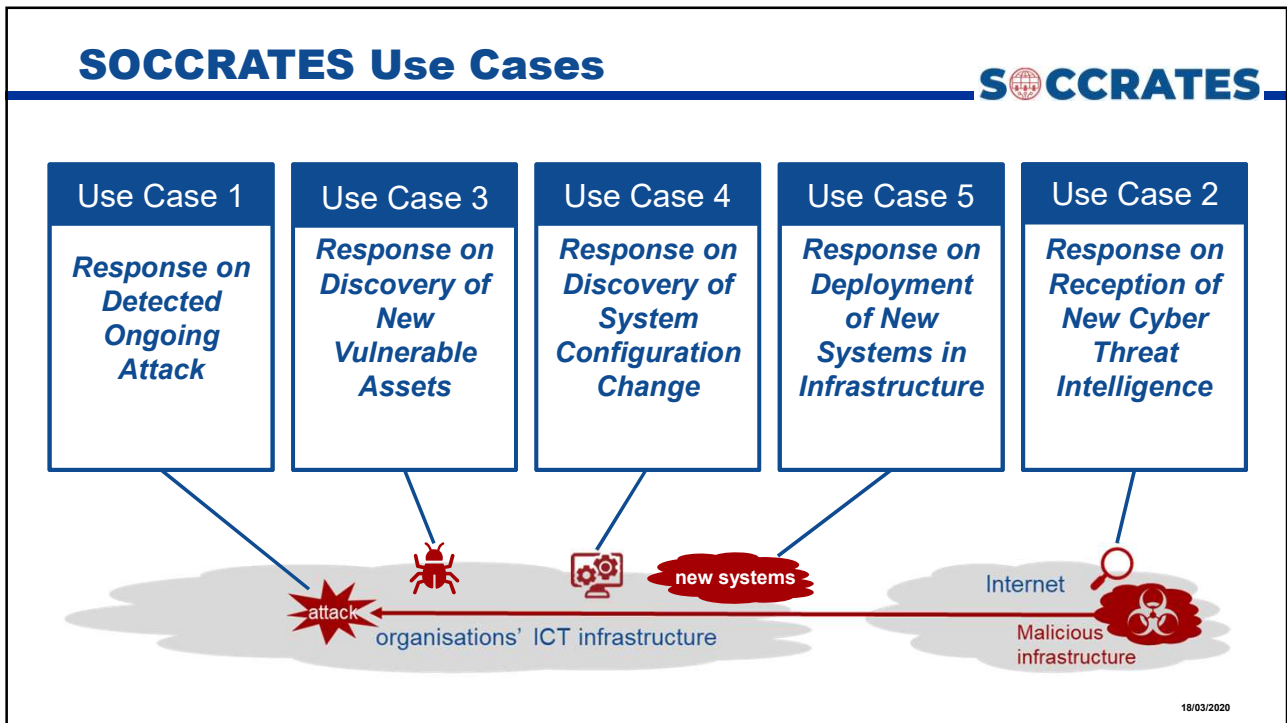 SOCCRATES Use Cases
SOCCRATES
Use Case 1
Response on
Detected
Ongoing
Attack
Use Case 3
Response on
Discovery of
New
Vulnerable
Assets
Use Case 4
Response on
Discovery of
System
Configuration
Change
Use Case 5
Response on
Deployment
of New
Systems in
Infrastructure
Use Case 2
Response on
Reception of
New Cyber
Threat
Intelligence
new systems
Internet
attack
organisations' ICT infrastructure
Malicious
infrastructure
18/03/2020